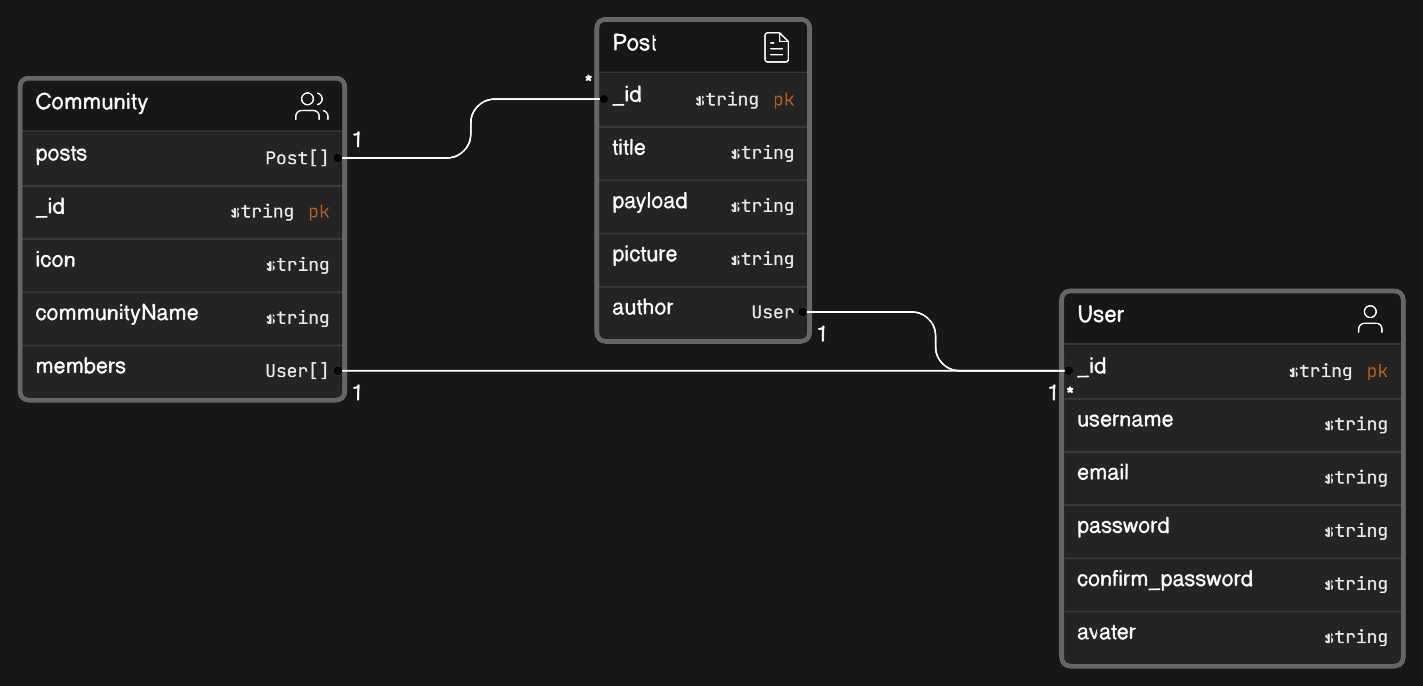 Community
posts Post[]
_id string pk
icon string
communityName string
members User[]
1
1
Post
_id string pk
title string
payload string
picture string
author User
*
1
User
_id string pk
username string
email string
password string
confirm_password string
avater string
1 *